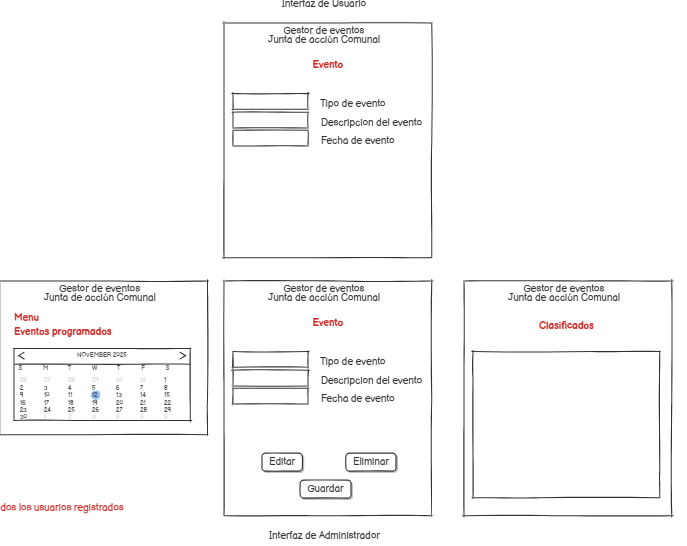 Interfaz de Usuario
Gestor de eventos
Junta de acción Comunal
Evento
Tipo de evento
Descripcion del evento
Fecha de evento
Gestor de eventos
Junta de acción Comunal
Menu
Eventos programados
NOVEMBER 2025
S M T W T F S
26 27 28 29 30 31 1
2 3 4 5 6 7 8
9 10 11 12 13 14 15
16 17 18 19 20 21 22
23 24 25 26 27 28 29
30 1 2 3 4 5 6
Gestor de eventos
Junta de acción Comunal
Evento
Tipo de evento
Descripcion del evento
Fecha de evento
Editar
Eliminar
Guardar
Gestor de eventos
Junta de acción Comunal
Clasificados
dos los usuarios registrados
Interfaz de Administrador